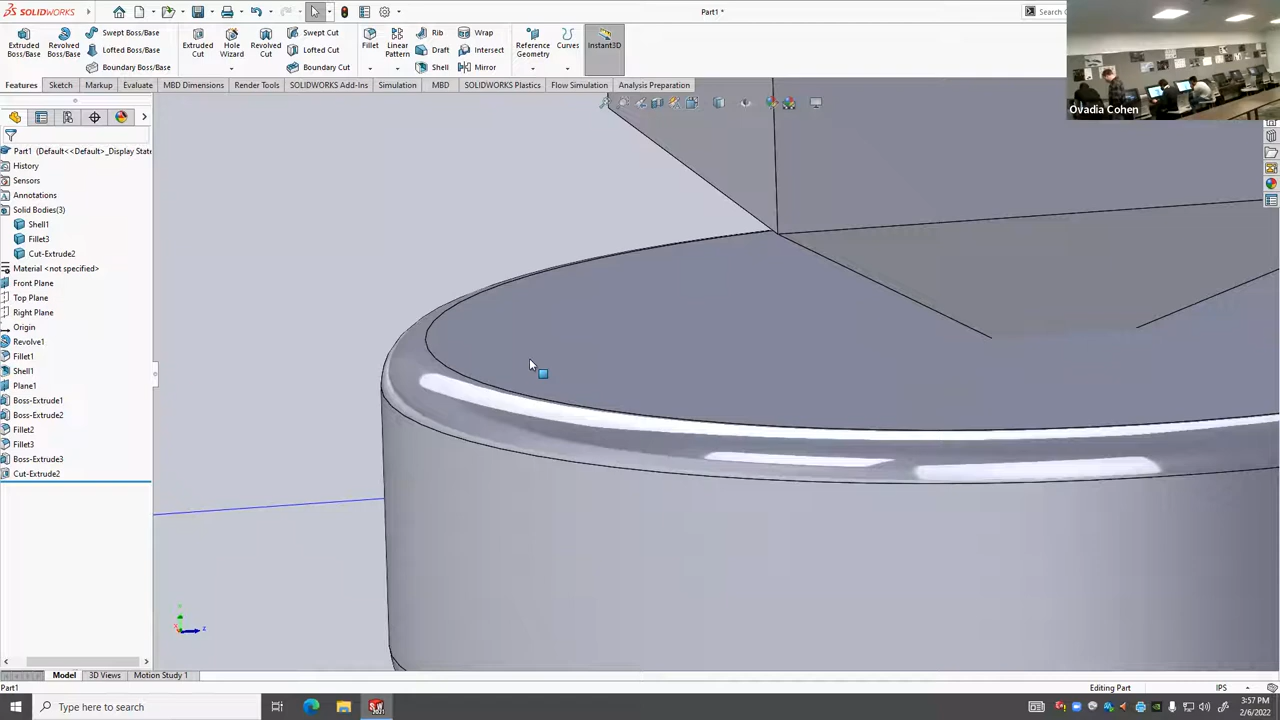 SOLIDWORKS
Part1 *
Search Co
Ovadia Cohen
Extruded Boss/Base
Revolved Boss/Base
Swept Boss/Base
Lofted Boss/Base
Boundary Boss/Base
Extruded Cut
Hole Wizard
Revolved Cut
Swept Cut
Lofted Cut
Boundary Cut
Fillet
Linear Pattern
Rib
Draft
Shell
Wrap
Intersect
Mirror
Reference Geometry
Curves
Instant3D
Features
Sketch
Markup
Evaluate
MBD Dimensions
Render Tools
SOLIDWORKS Add-Ins
Simulation
MBD
SOLIDWORKS Plastics
Flow Simulation
Analysis Preparation
Part1 (Default<<Default>_Display State
History
Sensors
Annotations
Solid Bodies(3)
Shell1
Fillet3
Cut-Extrude2
Material <not specified>
Front Plane
Top Plane
Right Plane
Origin
Revolve1
Fillet1
Shell1
Plane1
Boss-Extrude1
Boss-Extrude2
Fillet2
Fillet3
Boss-Extrude3
Cut-Extrude2
Y
X
Z
Model
3D Views
Motion Study 1
Part1
Editing Part
IPS
Type here to search
2021
3:57 PM
2/6/2022